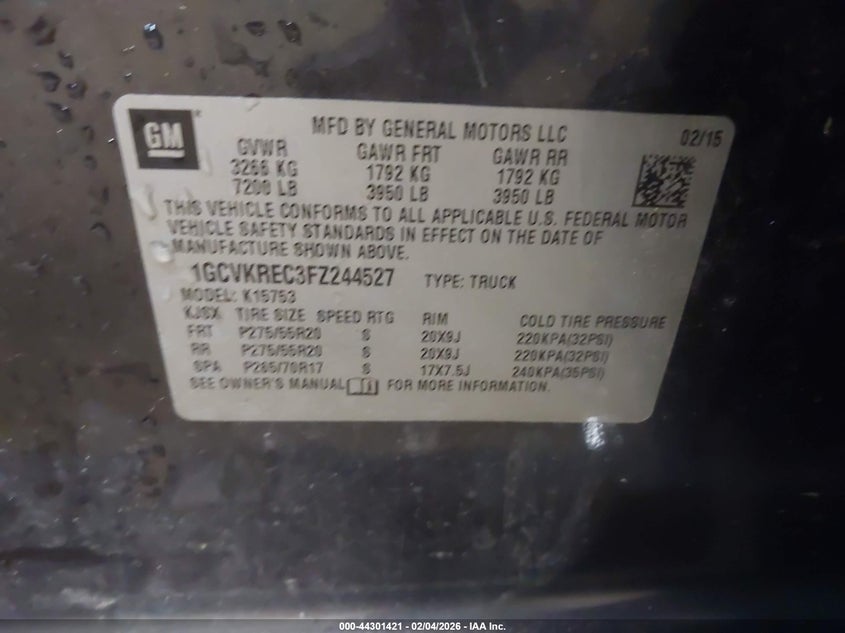 GM
MFD BY GENERAL MOTORS LLC 02/15
GVWR GAWR FRT GAWR RR
3266 KG 1792 KG 1792 KG
7200 LB 3950 LB 3950 LB
THIS VEHICLE CONFORMS TO ALL APPLICABLE U.S. FEDERAL MOTOR
VEHICLE SAFETY STANDARDS IN EFFECT ON THE DATE OF
MANUFACTURE SHOWN ABOVE.
1GCVKREC3FZ244527 TYPE: TRUCK
MODEL: K15753
KJSX TIRE SIZE SPEED RTG RIM COLD TIRE PRESSURE
FRT P275/55R20 S 20X9J 220KPA(32PSI)
RR P275/55R20 S 20X9J 220KPA(32PSI)
SPA P265/70R17 S 17X7.5J 240KPA(35PSI)
SEE OWNER'S MANUAL FOR MORE INFORMATION.
000-44301421 - 02/04/2026 - IAA Inc.